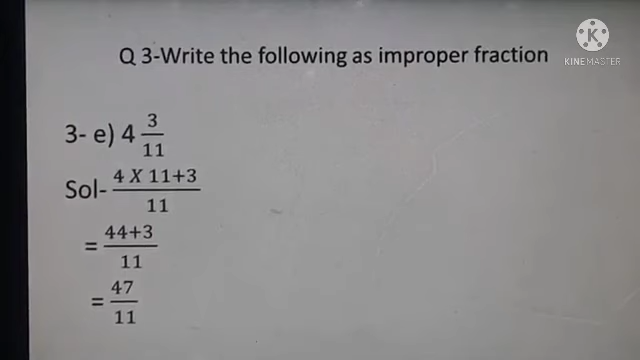 Q 3-Write the following as improper fraction
K
KINEMASTER
3- e) 4 3/11
Sol- 4 X 11+3/11
= 44+3/11
= 47/11